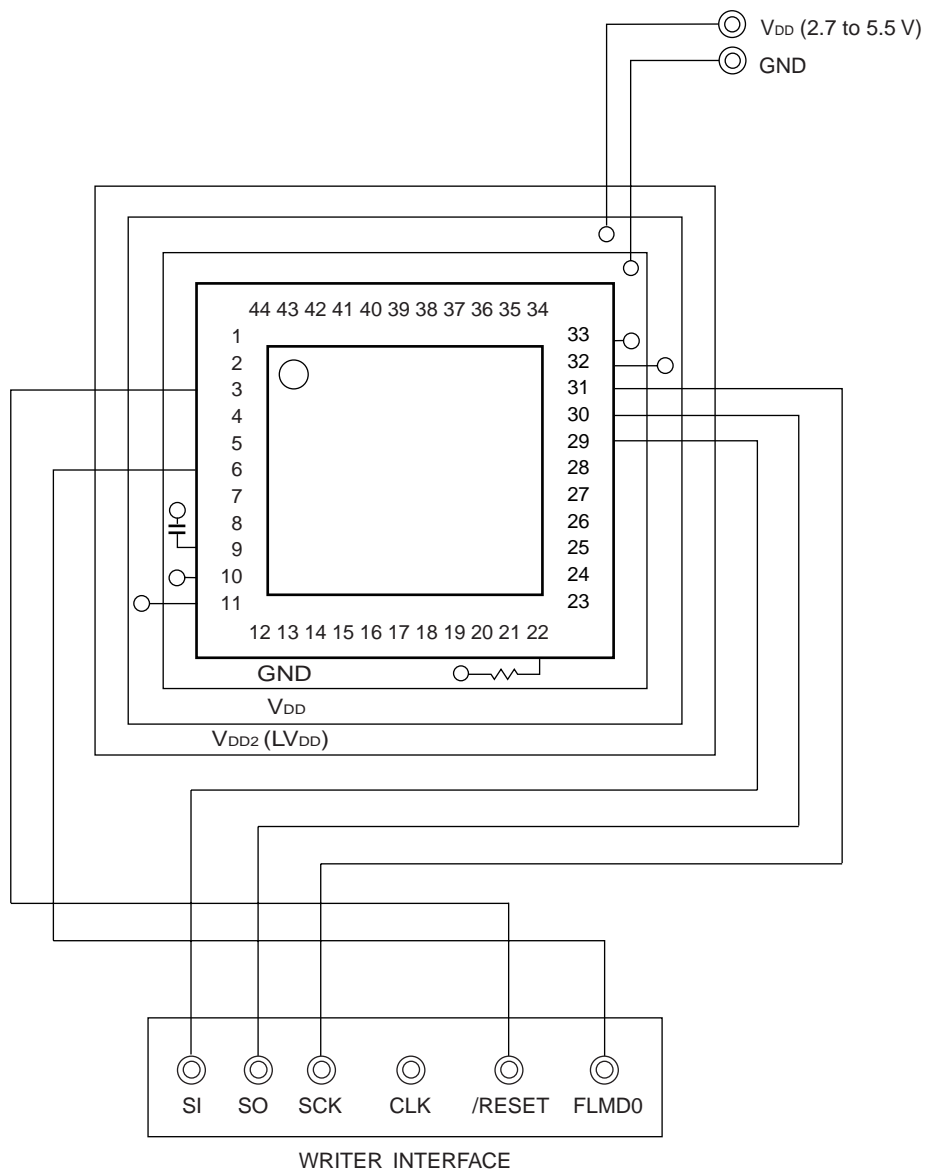 VDD (2.7 to 5.5 V)
GND
44 43 42 41 40 39 38 37 36 35 34
1
2
3
4
5
6
7
8
9
10
11
33
32
31
30
29
28
27
26
25
24
23
12 13 14 15 16 17 18 19 20 21 22
GND
VDD
VDD2 (LVDD)
SI SO SCK CLK /RESET FLMD0
WRITER INTERFACE